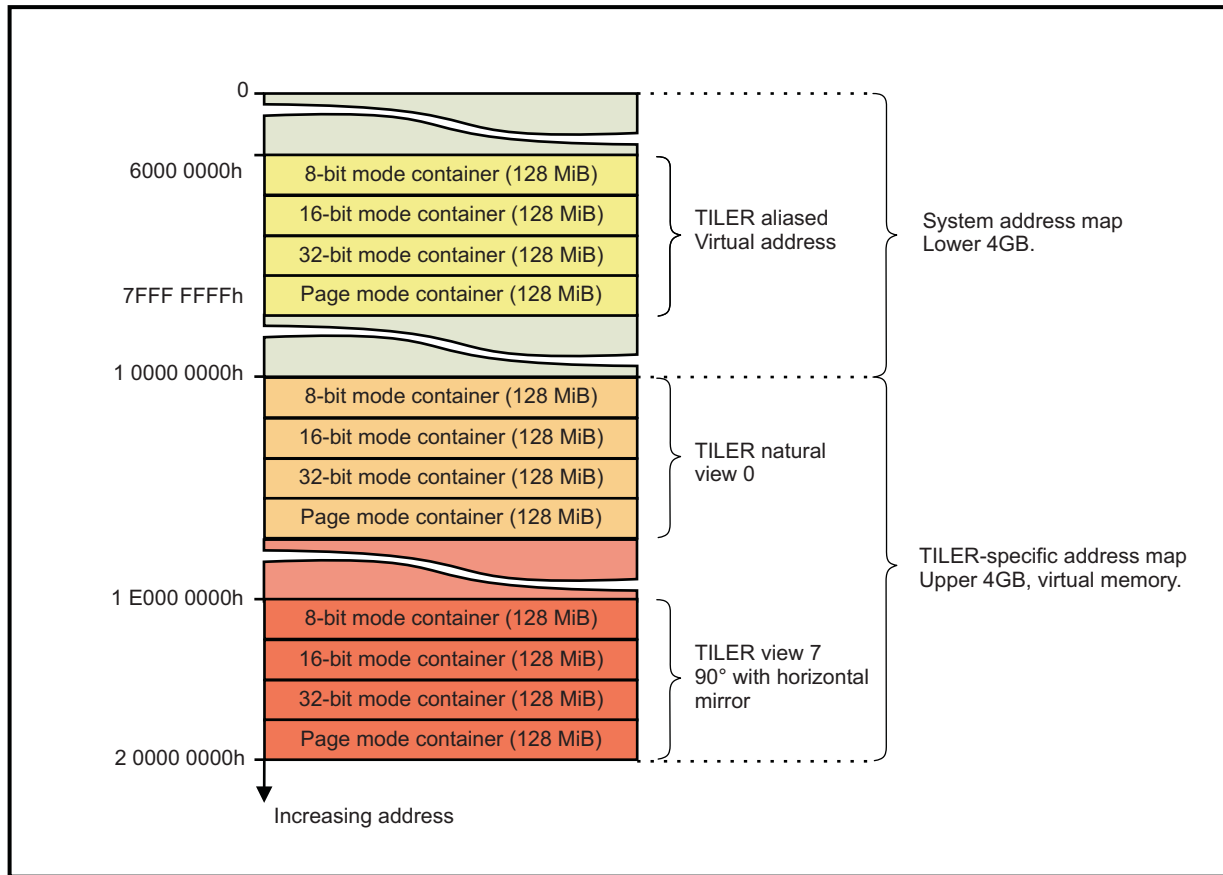 0
6000 0000h
8-bit mode container (128 MiB)
16-bit mode container (128 MiB)
32-bit mode container (128 MiB)
7FFF FFFFh
Page mode container (128 MiB)
TILER aliased
Virtual address
System address map
Lower 4GB.
1 0000 0000h
8-bit mode container (128 MiB)
16-bit mode container (128 MiB)
32-bit mode container (128 MiB)
Page mode container (128 MiB)
TILER natural
view 0
TILER-specific address map
Upper 4GB, virtual memory.
1 E000 0000h
8-bit mode container (128 MiB)
16-bit mode container (128 MiB)
32-bit mode container (128 MiB)
Page mode container (128 MiB)
TILER view 7
90° with horizontal
mirror
2 0000 0000h
Increasing address